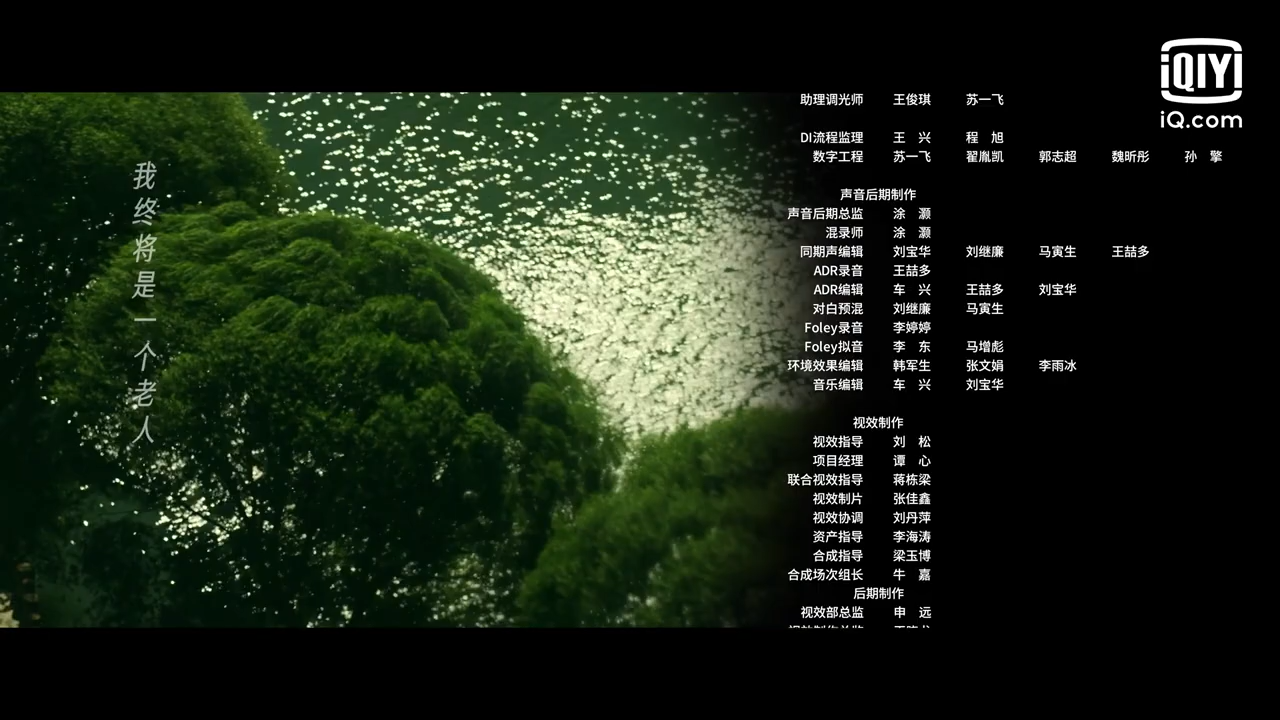 iQIYI
iQ.com
我终将是一个老人
助理调光师 王俊琪 苏一飞
DI流程监理 王 兴 程 旭
数字工程 苏一飞 翟胤凯 郭志超 魏昕彤 孙 擎
声音后期制作
声音后期总监 涂 灏
混录师 涂 灏
同期声编辑 刘宝华 刘继廉 马寅生 王喆多
ADR录音 王喆多
ADR编辑 车 兴 王喆多 刘宝华
对白预混 刘继廉 马寅生
Foley录音 李婷婷
Foley拟音 李 东 马增彪
环境效果编辑 韩军生 张文娟 李雨冰
音乐编辑 车 兴 刘宝华
视效制作
视效指导 刘 松
项目经理 谭 心
联合视效指导 蒋栋梁
视效制片 张佳鑫
视效协调 刘丹萍
资产指导 李海涛
合成指导 梁玉博
合成场次组长 牛 嘉
后期制作
视效部总监 申 远